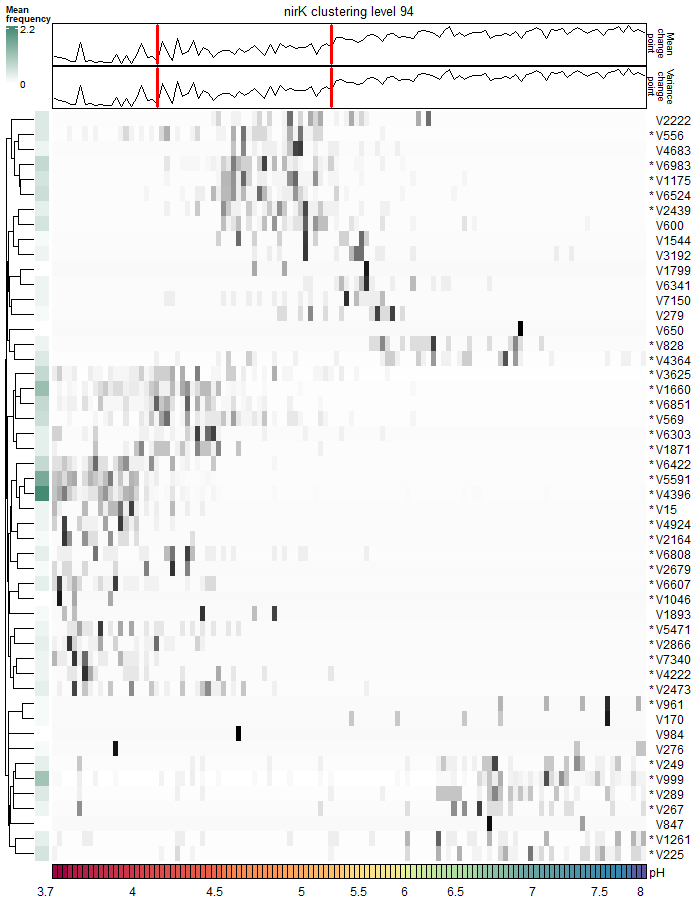 Mean
frequency
2.2
0
nirK clustering level 94
Mean
change
point
Variance
change
point
V2222
*V556
V4683
*V6983
*V1175
*V6524
*V2439
V600
V1544
V3192
V1799
V6341
V7150
V279
V650
*V828
*V4364
*V3625
*V1660
*V6851
*V569
*V6303
*V1871
*V6422
*V5591
*V4396
*V15
*V4924
*V2164
*V6808
*V2679
*V6607
*V1046
V1893
*V5471
*V2866
*V7340
*V4222
*V2473
*V961
V170
V984
V276
*V249
*V999
*V289
*V267
V847
*V1261
*V225
pH
3.7 4 4.5 5 5.5 6 6.5 7 7.5 8